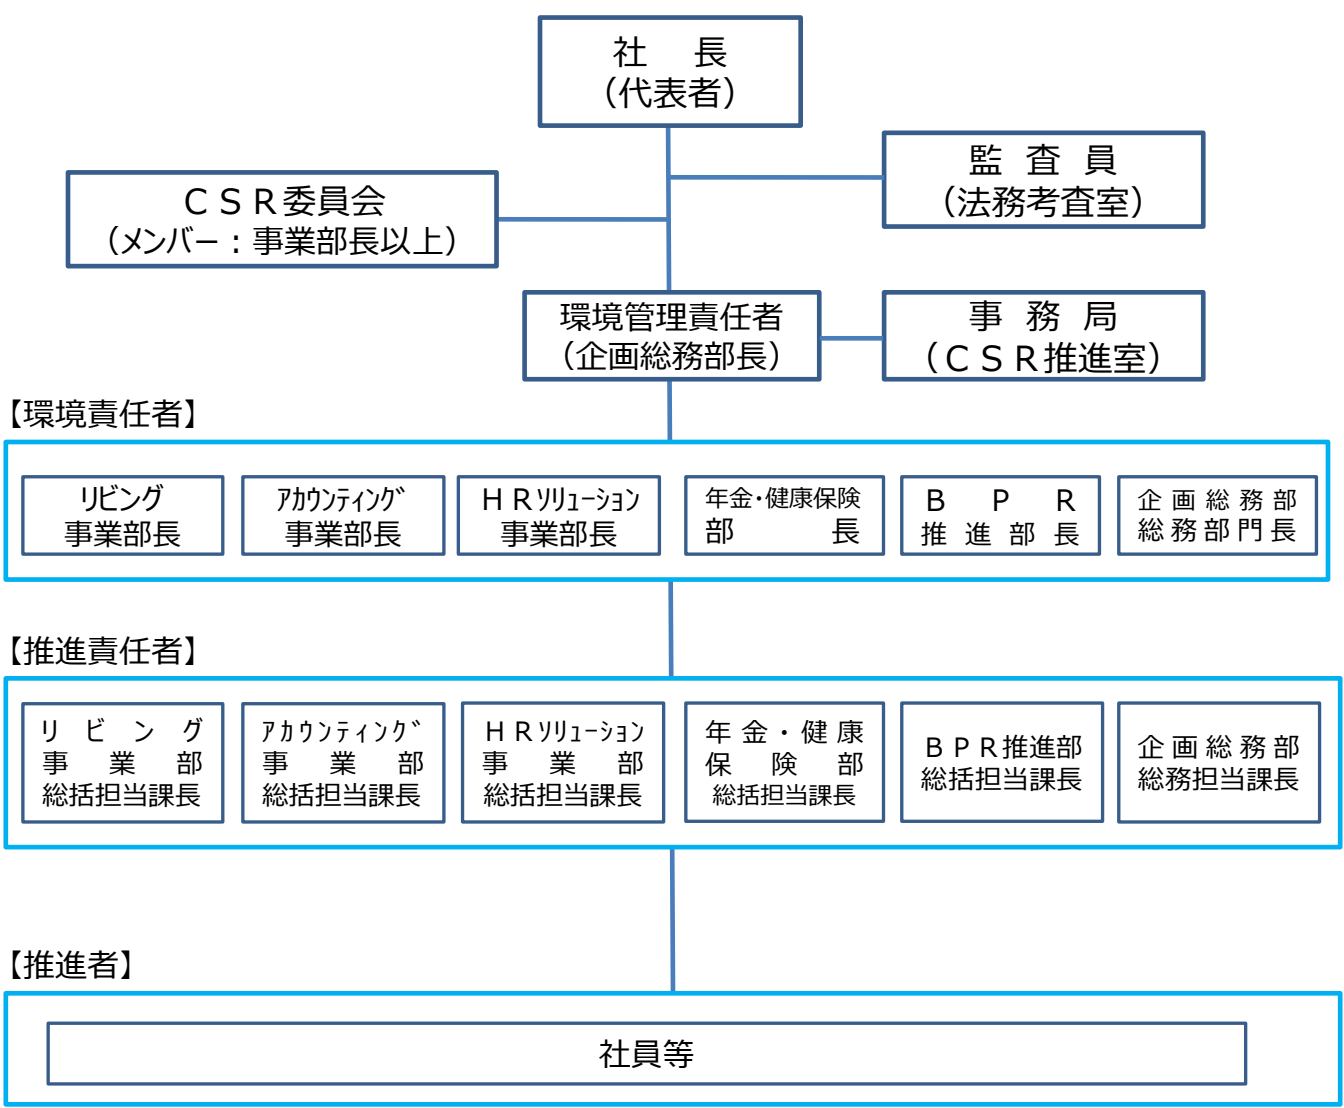 社　長
（代表者）
監 査 員
（法務考査室）
ＣＳＲ委員会
（メンバー：事業部長以上）
環境管理責任者
（企画総務部長）
事 務 局
（ＣＳＲ推進室）
【環境責任者】
リビング
事業部長
ｱｶｳﾝﾃｨﾝｸﾞ
事業部長
ＨＲｿﾘｭｰｼｮﾝ
事業部長
年金・健康保険
部　長
Ｂ Ｐ Ｒ
推 進 部 長
企 画 総 務 部
総 務 部 門 長
【推進責任者】
リ ビ ン グ
事 業 部
総括担当課長
ｱｶｳﾝﾃｨﾝｸﾞ
事 業 部
総括担当課長
ＨＲｿﾘｭｰｼｮﾝ
事 業 部
総括担当課長
年 金 ・ 健 康
保 険 部
総括担当課長
ＢＰＲ推進部
総括担当課長
企 画 総 務 部
総務担当課長
【推進者】
社員等